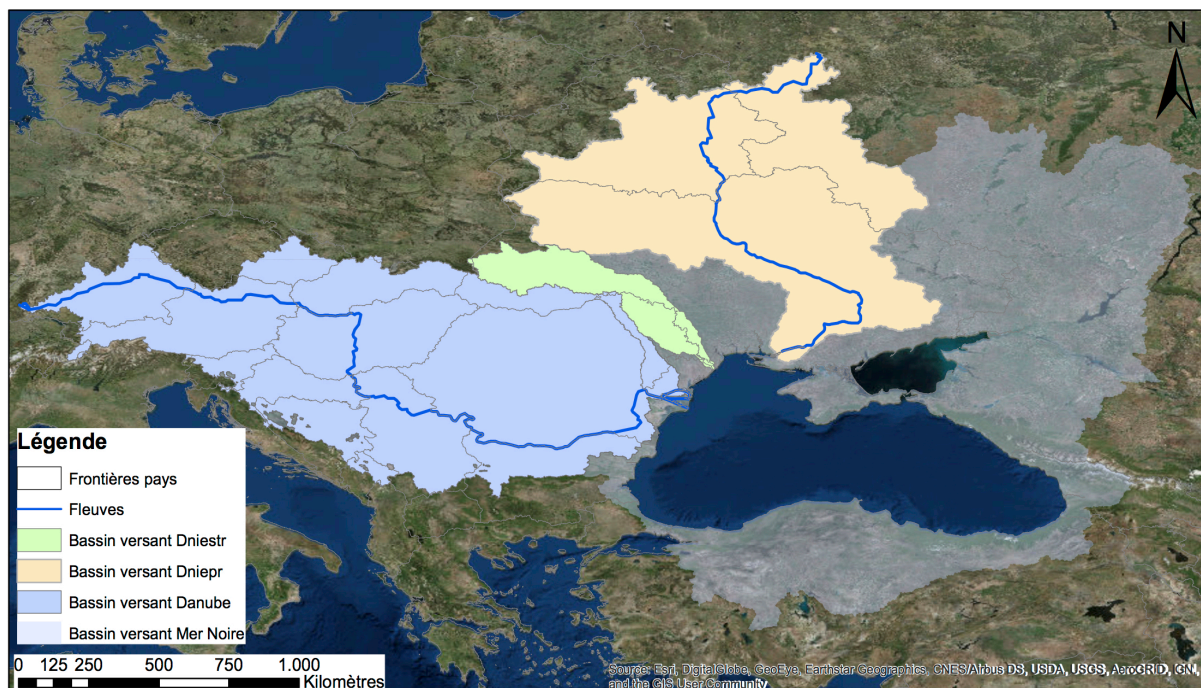 N
Légende
Frontières pays
Fleuves
Bassin versant Dniestr
Bassin versant Dniepr
Bassin versant Danube
Bassin versant Mer Noire
0 125 250 500 750 1.000
Kilomètres
Source: Esri, DigitalGlobe, GeoEye, Earthstar Geographics, CNES/Airbus DS, USDA, USGS, AeroGRID, IGN,
and the GIS User Community